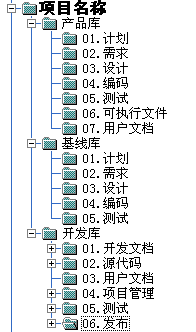 项目名称
产品库
01.计划
02.需求
03.设计
04.编码
05.测试
06.可执行文件
07.用户文档
基线库
01.计划
02.需求
03.设计
04.编码
05.测试
开发库
01.开发文档
02.源代码
03.用户文档
04.项目管理
05.测试
06.发布